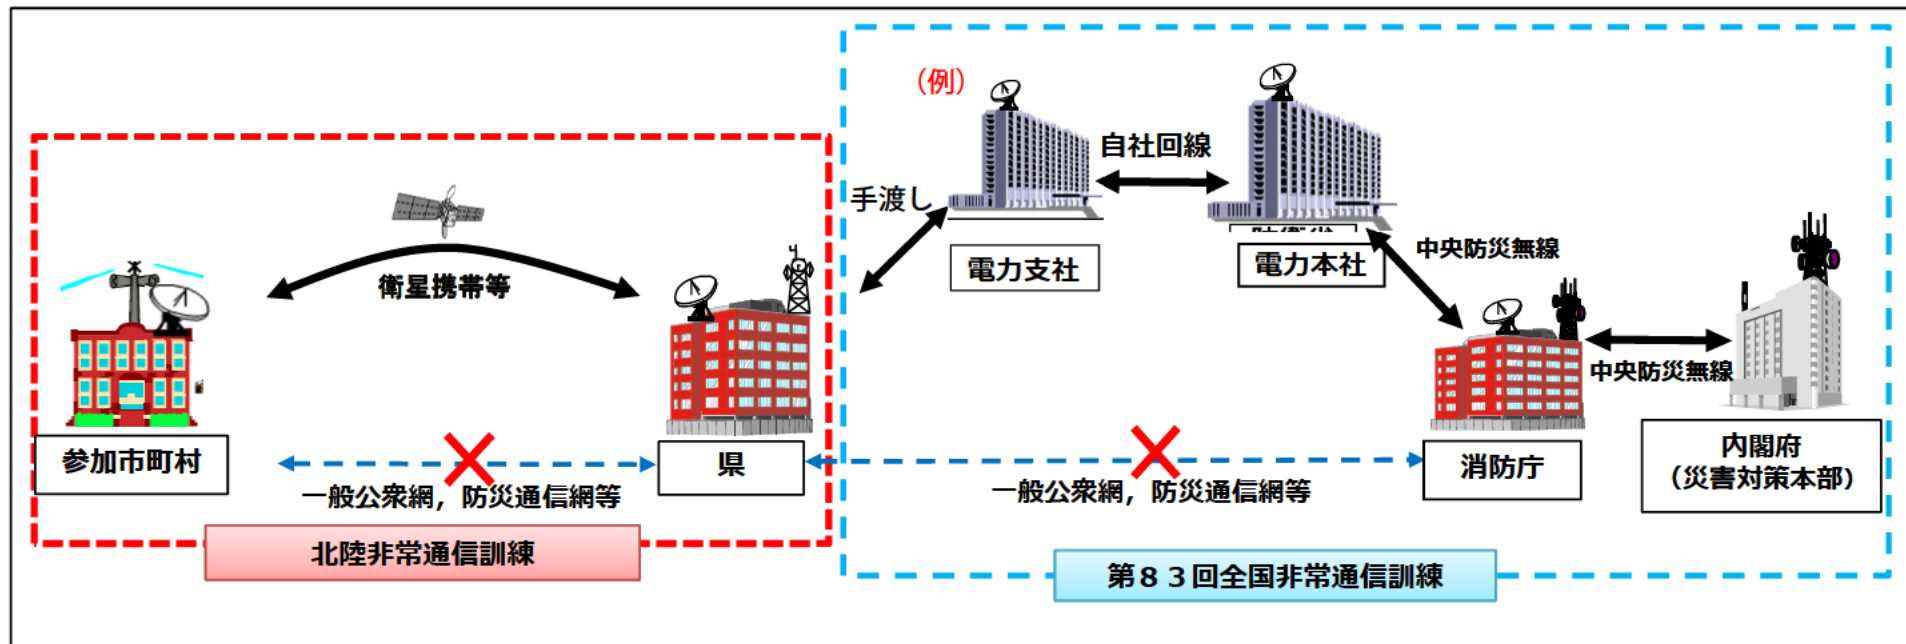 （例）
自社回線
手渡し
電力支社
電力本社
中央防災無線
衛星携帯等
中央防災無線
参加市町村
県
消防庁
内閣府
（災害対策本部）
一般公衆網，防災通信網等
一般公衆網，防災通信網等
北陸非常通信訓練
第８３回全国非常通信訓練